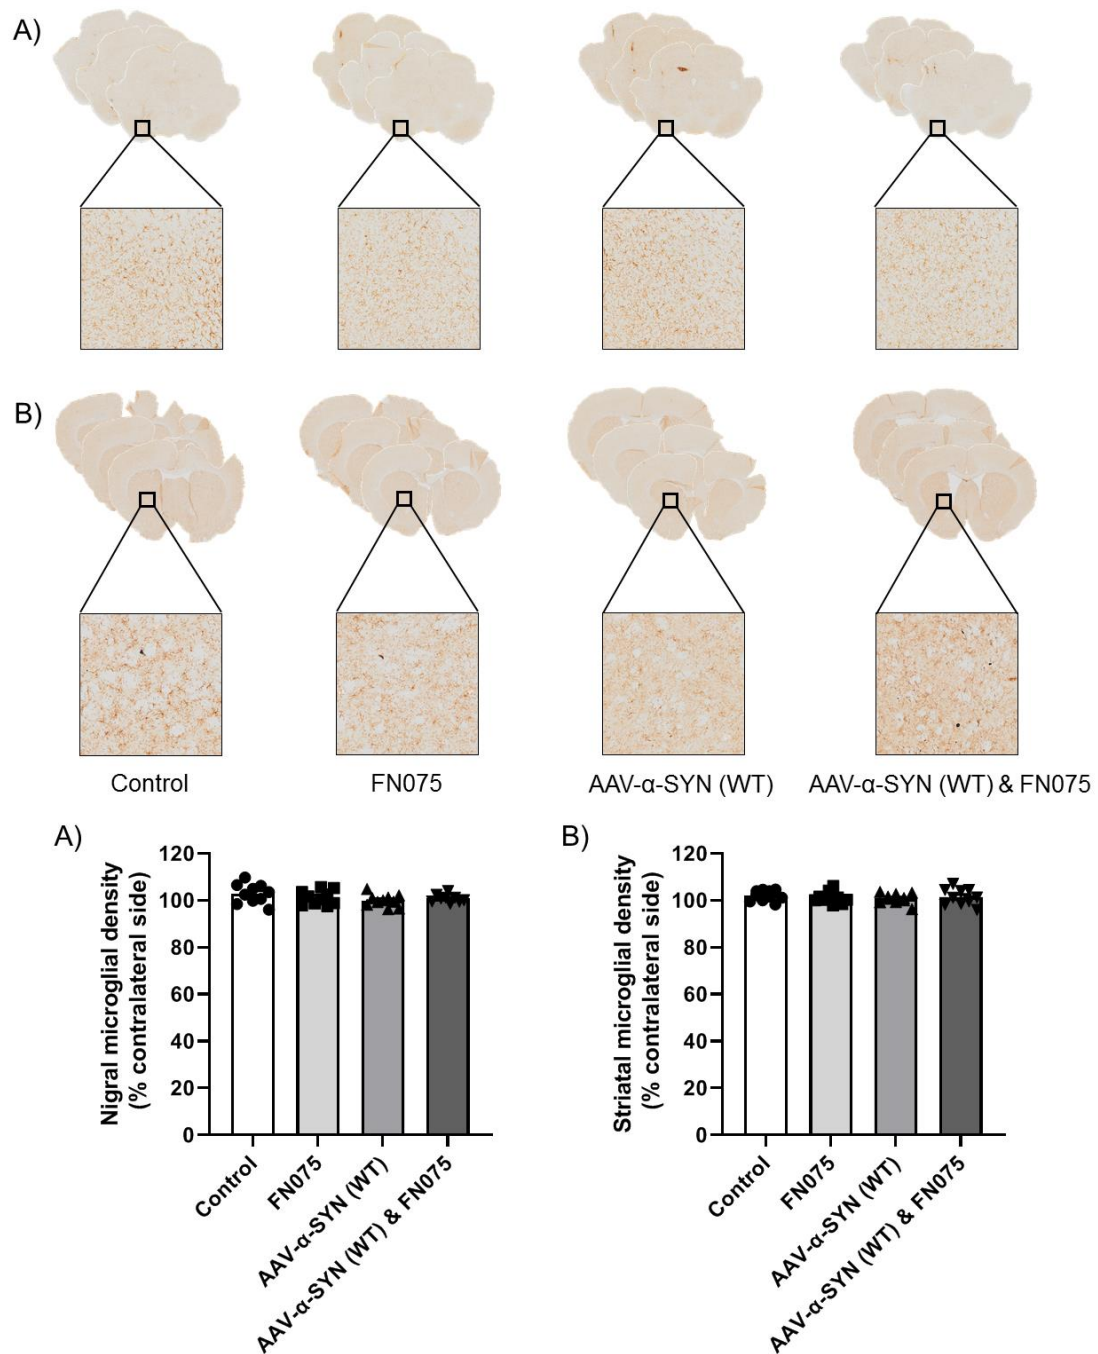 A)
B)
Control
FN075
AAV-α-SYN (WT)
AAV-α-SYN (WT) & FN075
A)
Nigral microglial density
(% contralateral side)
120
100
80
60
40
20
0
Control
FN075
AAV-α-SYN (WT)
AAV-α-SYN (WT) & FN075
B)
Striatal microglial density
(% contralateral side)
120
100
80
60
40
20
0
Control
FN075
AAV-α-SYN (WT)
AAV-α-SYN (WT) & FN075